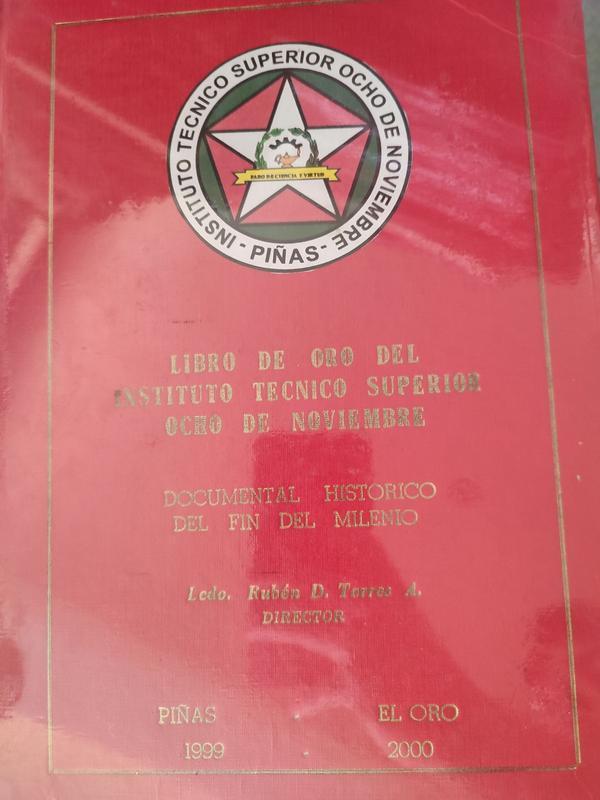 INSTITUTO TECNICO SUPERIOR OCHO DE NOVIEMBRE
- PIÑAS -
FARO DE CIENCIA Y VIRTUD
LIBRO DE ORO DEL
INSTITUTO TECNICO SUPERIOR
OCHO DE NOVIEMBRE
DOCUMENTAL HISTORICO
DEL FIN DEL MILENIO
Lcdo. Rubén D. Torres A.
DIRECTOR
PIÑAS - EL ORO
1999 - 2000